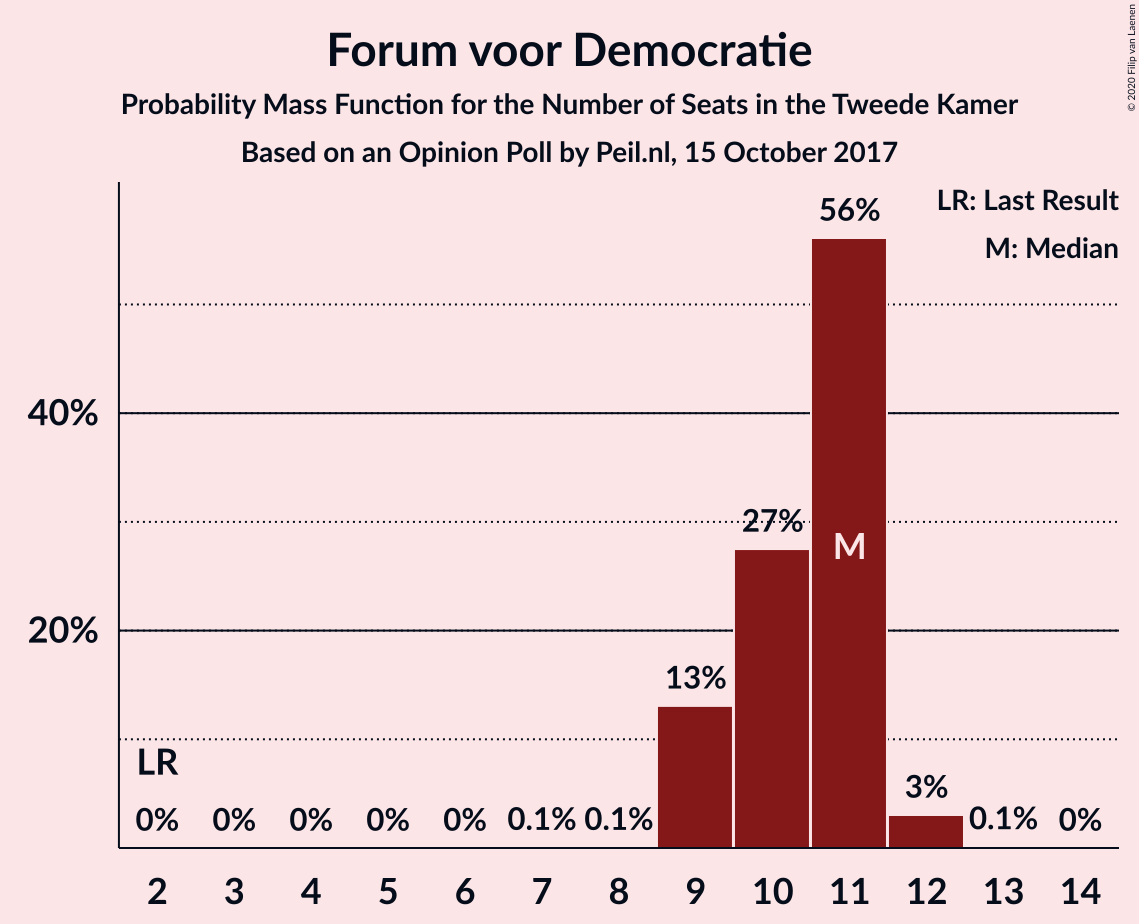 Forum voor Democratie
Probability Mass Function for the Number of Seats in the Tweede Kamer
Based on an Opinion Poll by Peil.nl, 15 October 2017
© 2020 Filip van Laenen
LR: Last Result
M: Median
56%
40%
27%
M
20%
13%
LR
3%
0% 0% 0% 0% 0% 0.1% 0.1% 0.1% 0%
2 3 4 5 6 7 8 9 10 11 12 13 14